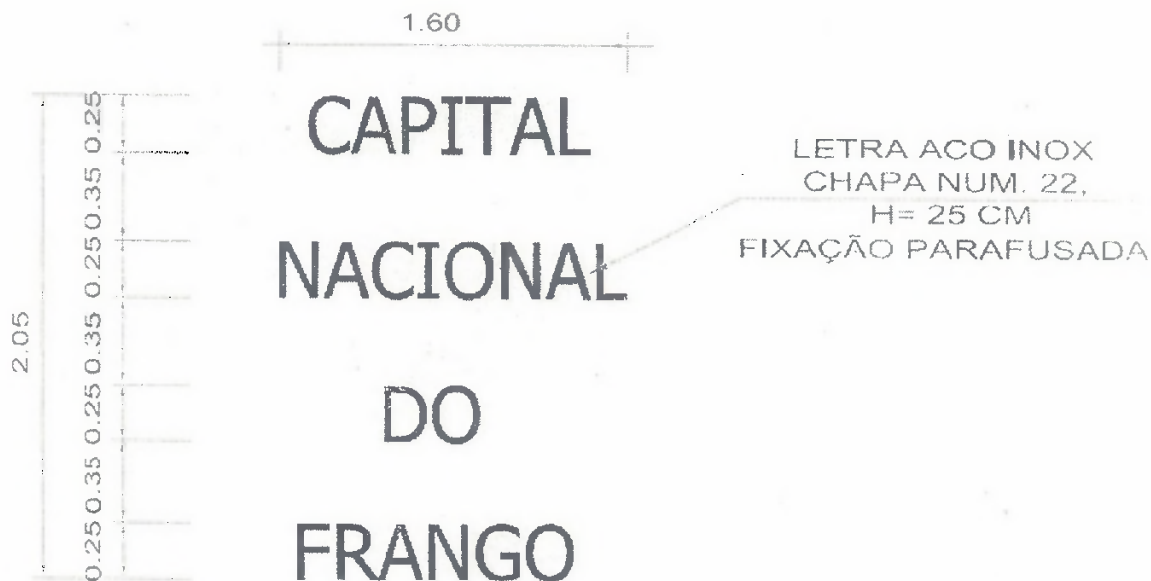 1.60
CAPITAL
NACIONAL
DO
FRANGO
LETRA ACO INOX
CHAPA NUM. 22,
H= 25 CM
FIXAÇÃO PARAFUSADA
2.05
0.25
0.35
0.25
0.35
0.25
0.35
0.25